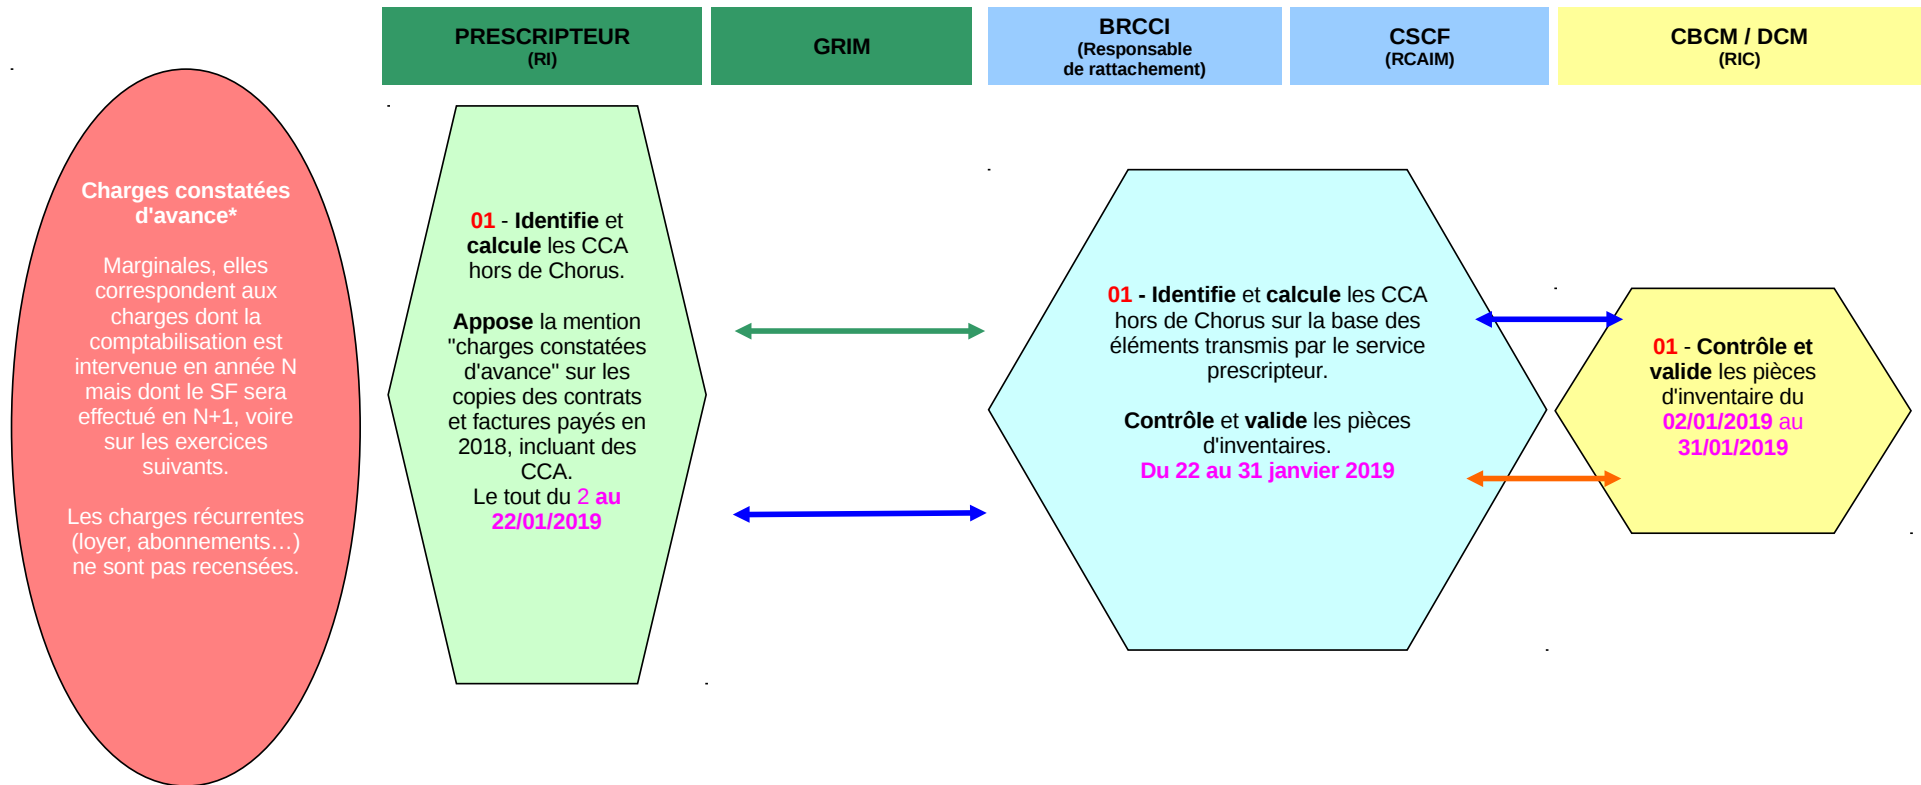 PRESCRIPTEUR
(RI)
GRIM
BRCCI
(Responsable
de rattachement)
CSCF
(RCAIM)
CBCM / DCM
(RIC)
Charges constatées
d'avance*
Marginales, elles
correspondent aux
charges dont la
comptabilisation est
intervenue en année N
mais dont le SF sera
effectué en N+1, voire
sur les exercices
suivants.
Les charges récurrentes
(loyer, abonnements…)
ne sont pas recensées.
01 - Identifie et
calcule les CCA
hors de Chorus.
Appose la mention
"charges constatées
d'avance" sur les
copies des contrats
et factures payés en
2018, incluant des
CCA.
Le tout du 2 au
22/01/2019
01 - Identifie et calcule les CCA
hors de Chorus sur la base des
éléments transmis par le service
prescripteur.
Contrôle et valide les pièces
d'inventaires.
Du 22 au 31 janvier 2019
01 - Contrôle et
valide les pièces
d'inventaire du
02/01/2019 au
31/01/2019